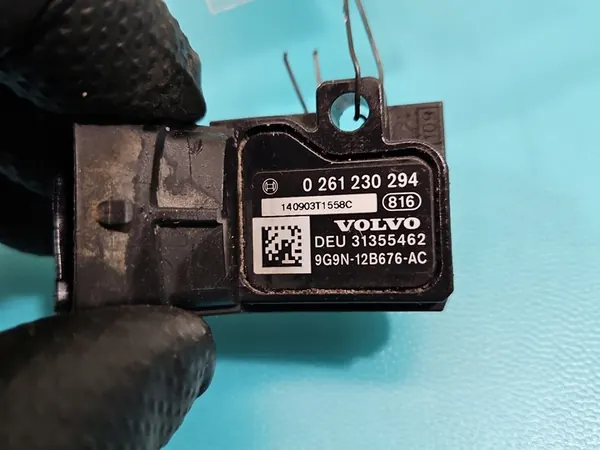 0 261 230 294
140903T1558C
816
VOLVO
DEU 31355462
9G9N-12B676-AC